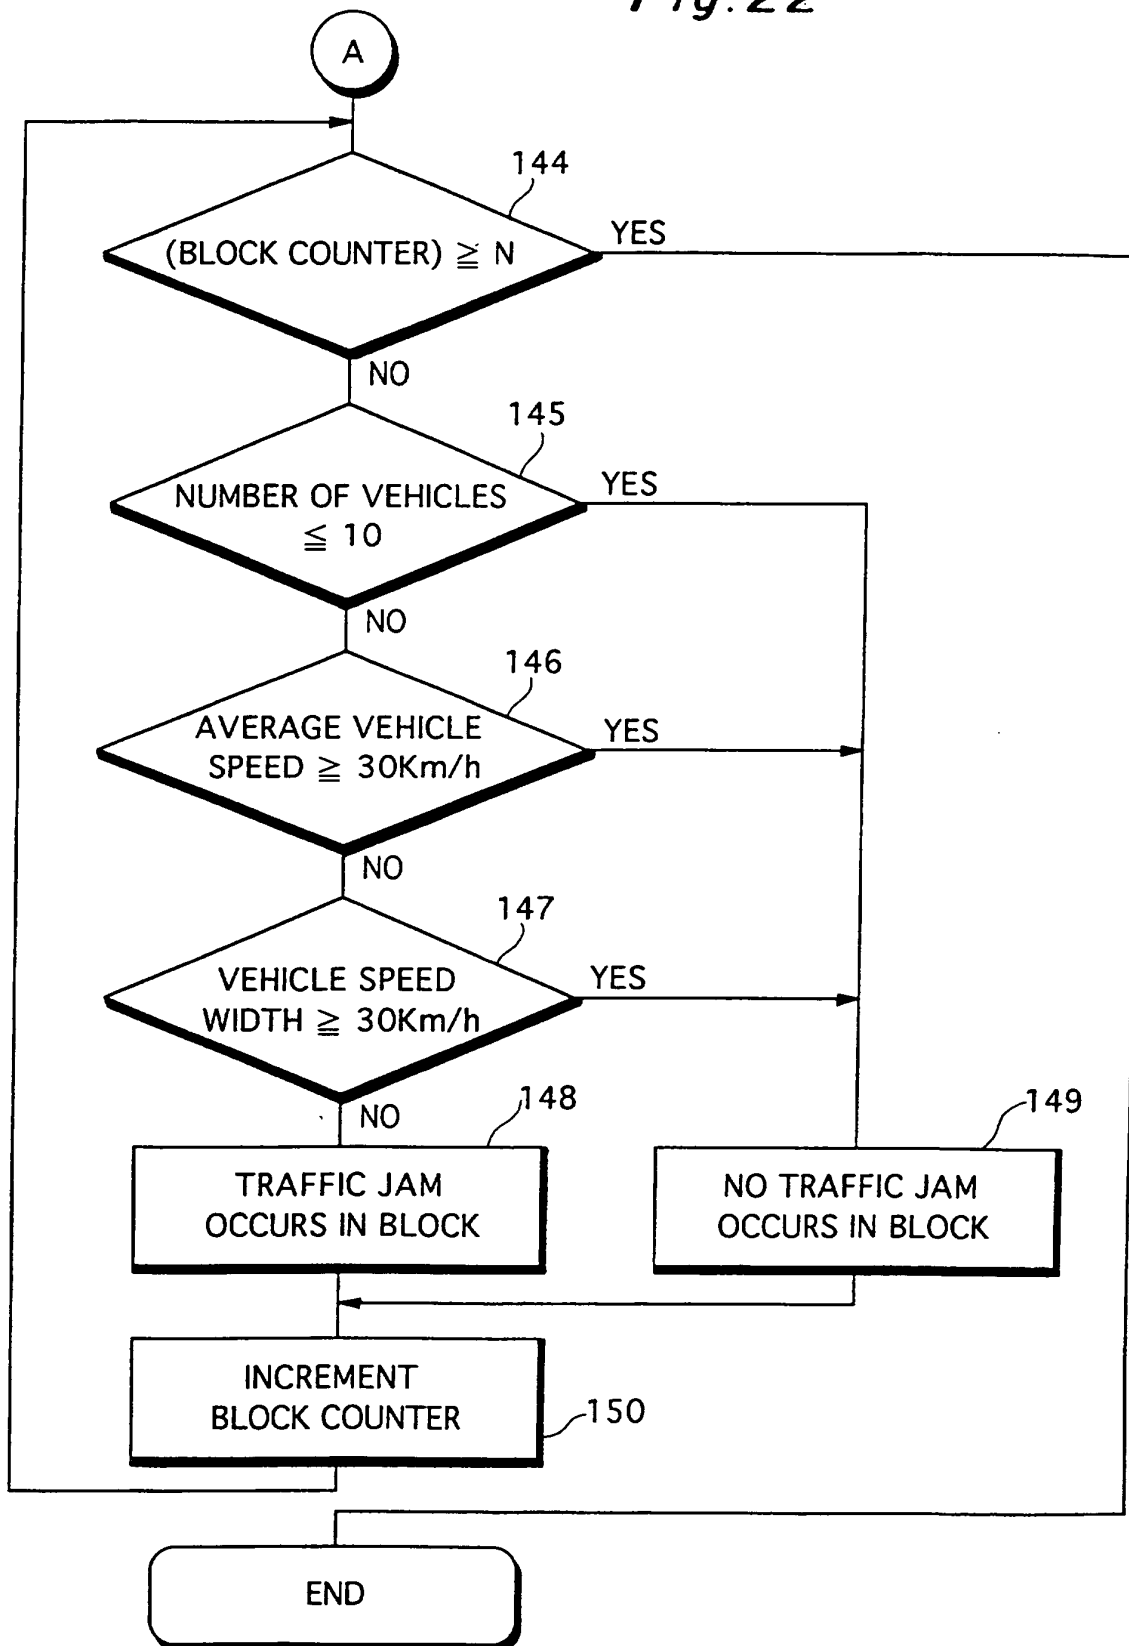 Fig. 22
A
144
(BLOCK COUNTER) ≧ N
YES
NO
145
NUMBER OF VEHICLES
≦ 10
YES
NO
146
AVERAGE VEHICLE
SPEED ≧ 30Km/h
YES
NO
147
VEHICLE SPEED
WIDTH ≧ 30Km/h
YES
NO
148
TRAFFIC JAM
OCCURS IN BLOCK
149
NO TRAFFIC JAM
OCCURS IN BLOCK
INCREMENT
BLOCK COUNTER
150
END